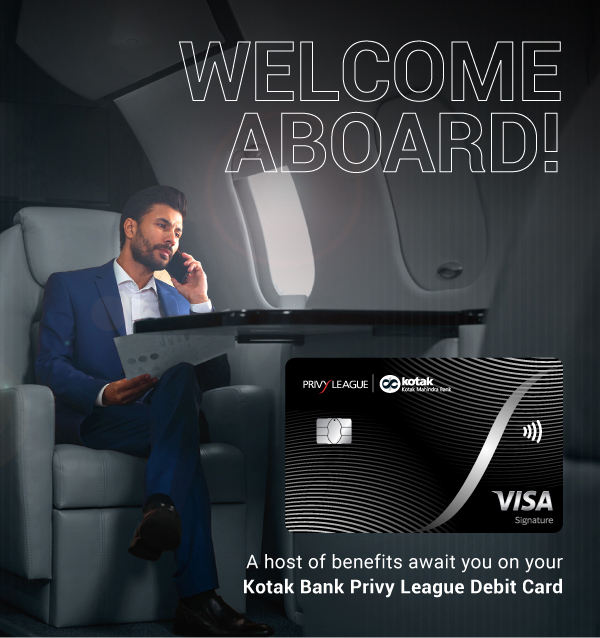 WELCOME
ABOARD!
PRIVY LEAGUE | kotak
Kotak Mahindra Bank
VISA
Signature
A host of benefits await you on your
Kotak Bank Privy League Debit Card